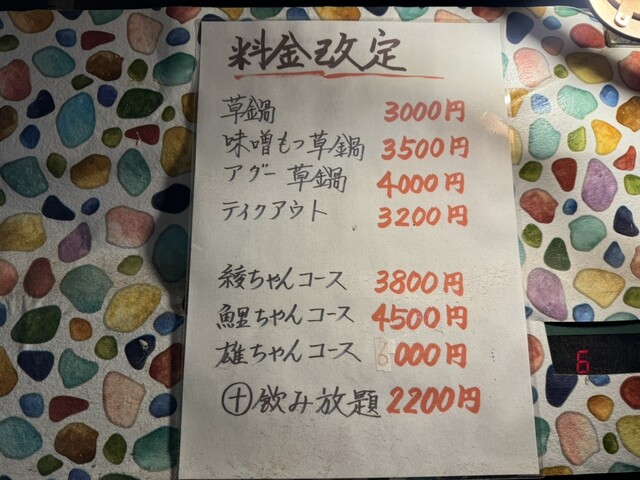 料金改定
草鍋 3000円
味噌もつ草鍋 3500円
アグー草鍋 4000円
テイクアウト 3200円
綾ちゃんコース 3800円
鯉ちゃんコース 4500円
雄ちゃんコース 000円
⊕飲み放題 2200円
6